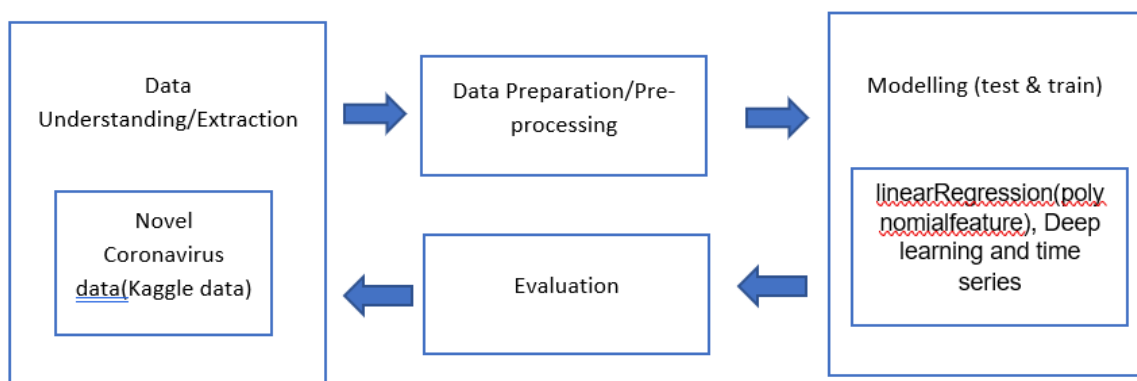 Data
Understanding/Extraction
Novel
Coronavirus
data(Kaggle data)
Data Preparation/Pre-
processing
Modelling (test & train)
linearRegression(poly
nomialfeature), Deep
learning and time
series
Evaluation